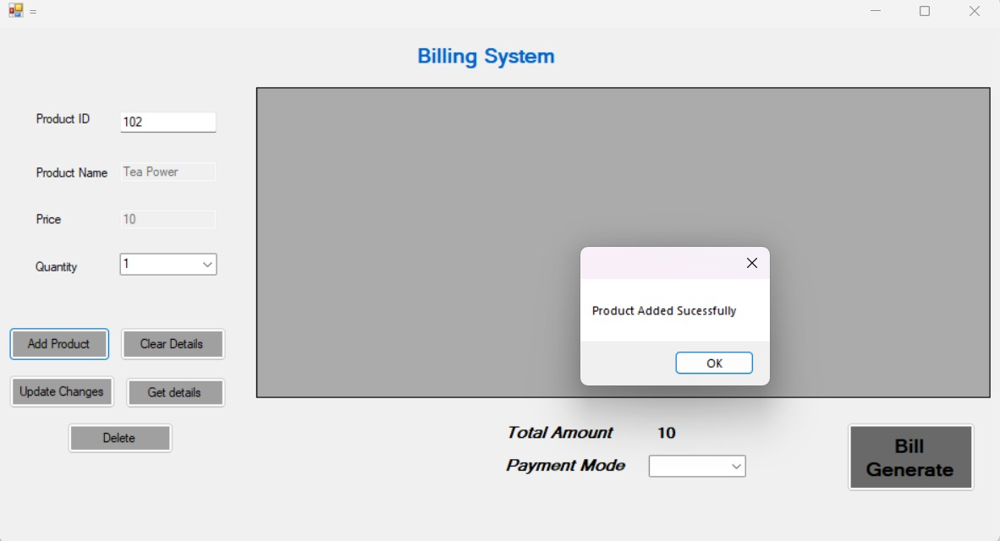 =
Billing System
Product ID
102
Product Name
Tea Power
Price
10
Quantity
1
Add Product
Clear Details
Update Changes
Get details
Delete
Product Added Sucessfully
OK
Total Amount
10
Payment Mode
Bill
Generate